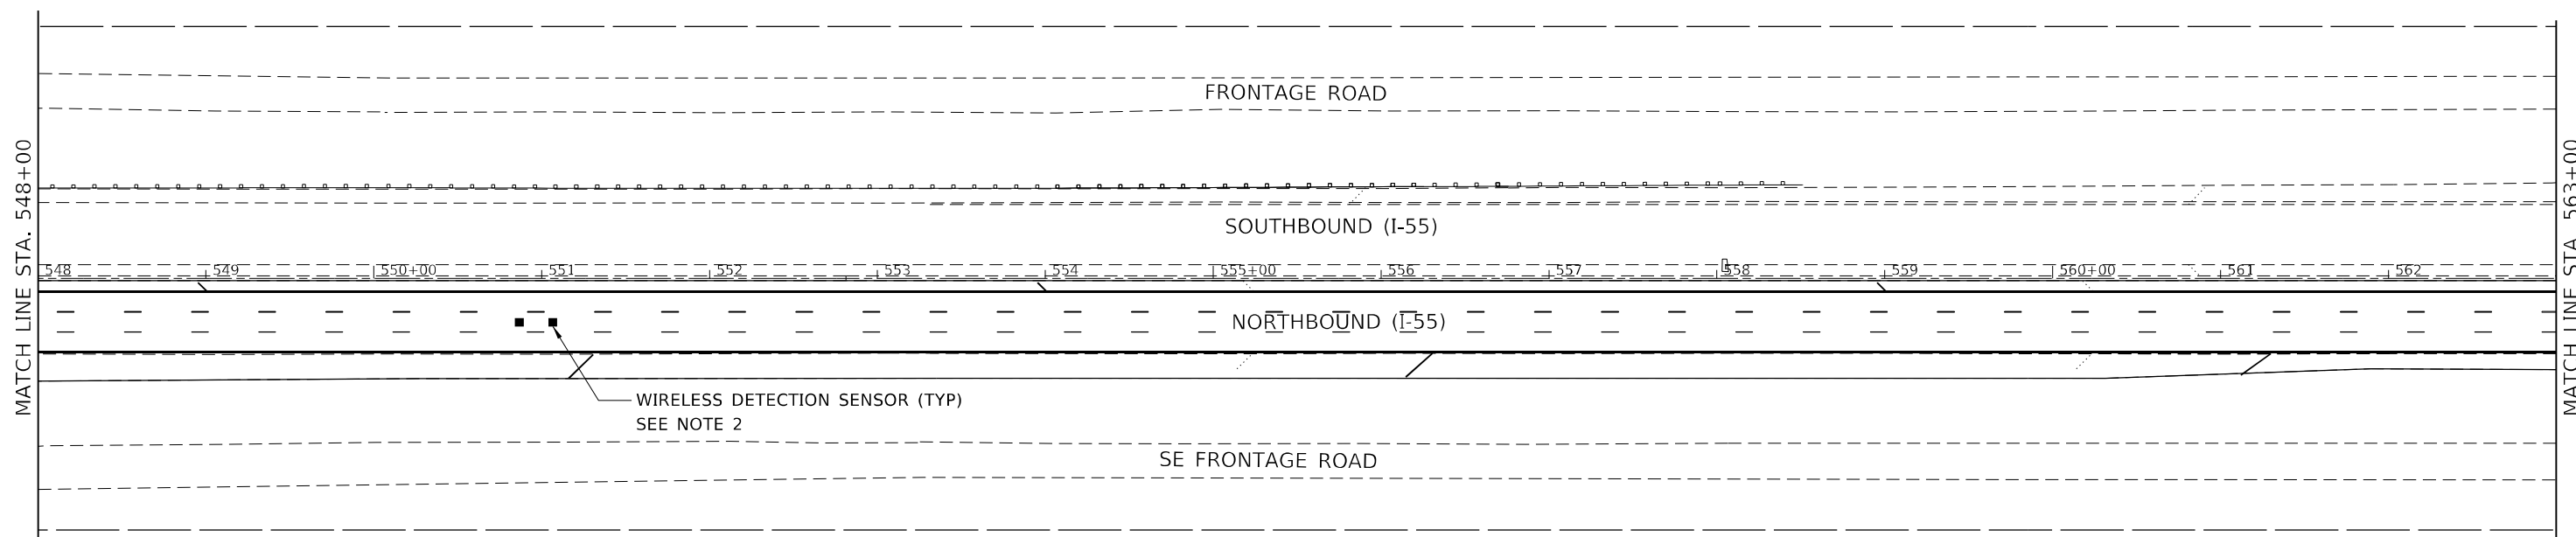 FRONTAGE ROAD
MATCH LINE STA. 548+00
MATCH LINE STA. 563+00
SOUTHBOUND (I-55)
548 549 550+00 551 552 553 554 555+00 556 557 558 559 560+00 561 562
NORTHBOUND (I-55)
WIRELESS DETECTION SENSOR (TYP)
SEE NOTE 2
SE FRONTAGE ROAD